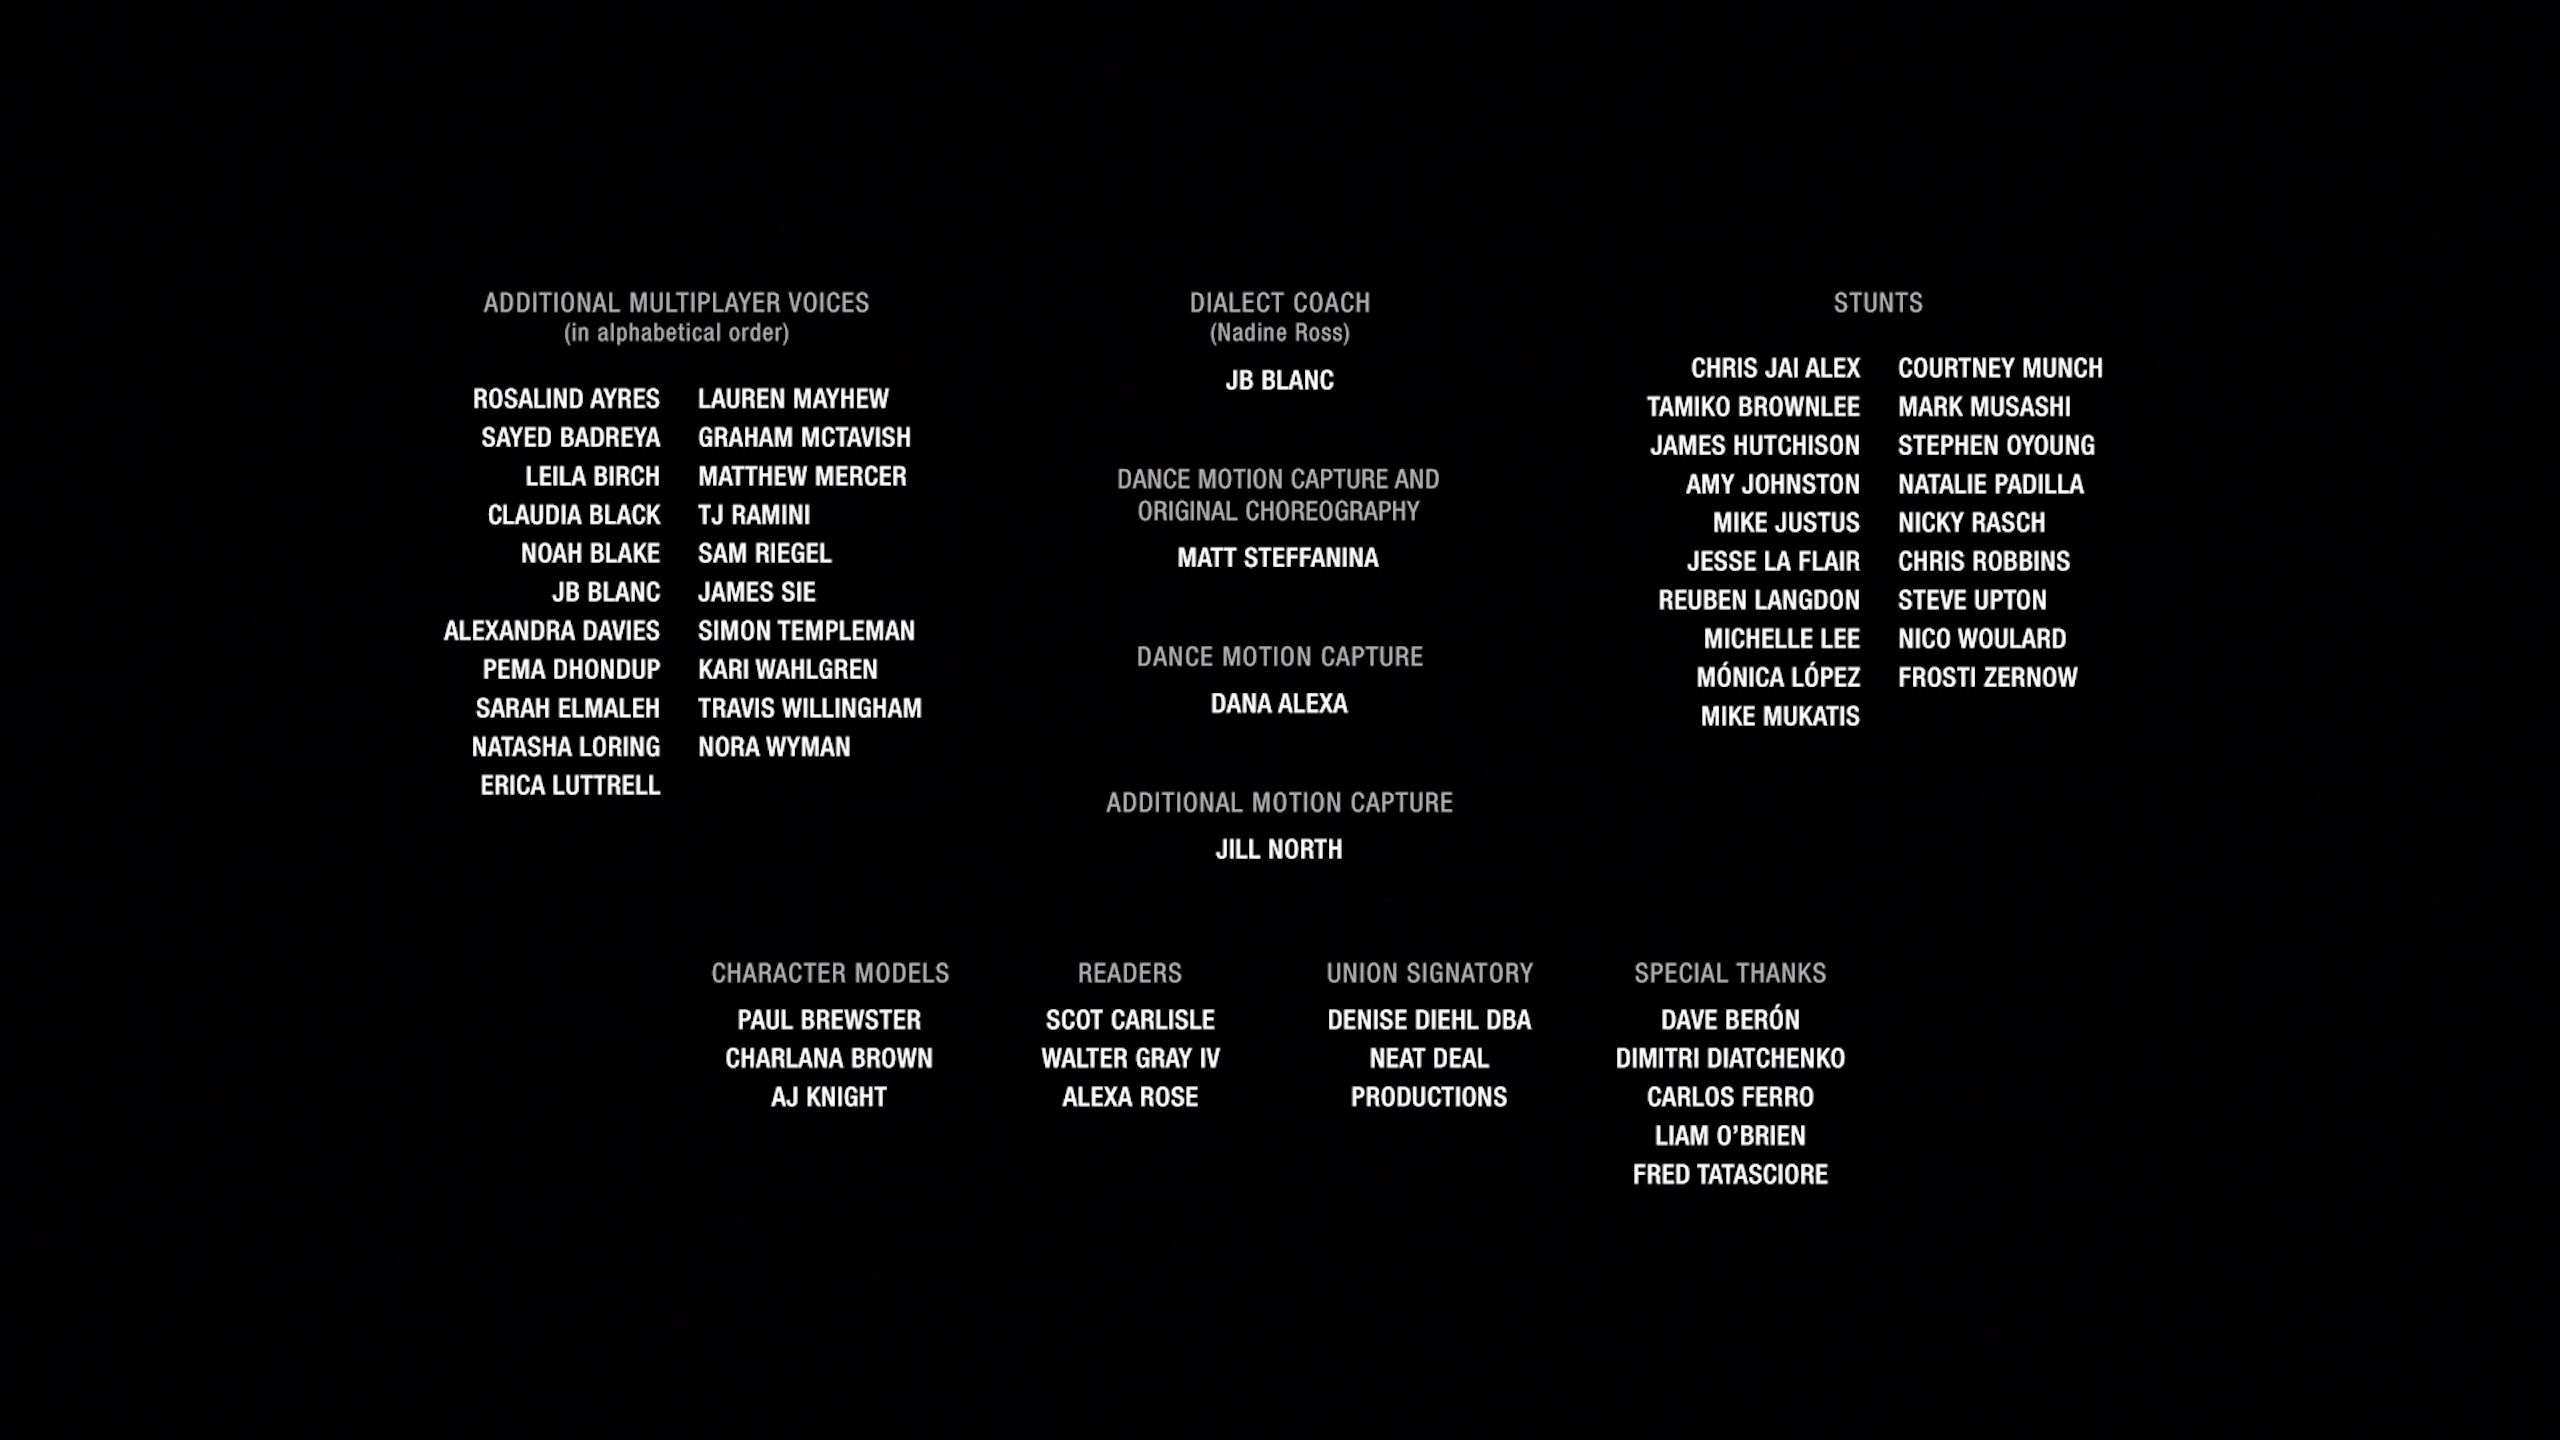 ADDITIONAL MULTIPLAYER VOICES
(in alphabetical order)
ROSALIND AYRES
SAYED BADREYA
LEILA BIRCH
CLAUDIA BLACK
NOAH BLAKE
JB BLANC
ALEXANDRA DAVIES
PEMA DHONDUP
SARAH ELMALEH
NATASHA LORING
ERICA LUTTRELL
LAUREN MAYHEW
GRAHAM MCTAVISH
MATTHEW MERCER
TJ RAMINI
SAM RIEGEL
JAMES SIE
SIMON TEMPLEMAN
KARI WAHLGREN
TRAVIS WILLINGHAM
NORA WYMAN
DIALECT COACH
(Nadine Ross)
JB BLANC
DANCE MOTION CAPTURE AND
ORIGINAL CHOREOGRAPHY
MATT STEFFANINA
DANCE MOTION CAPTURE
DANA ALEXA
ADDITIONAL MOTION CAPTURE
JILL NORTH
STUNTS
CHRIS JAI ALEX
TAMIKO BROWNLEE
JAMES HUTCHISON
AMY JOHNSTON
MIKE JUSTUS
JESSE LA FLAIR
REUBEN LANGDON
MICHELLE LEE
MÓNICA LÓPEZ
MIKE MUKATIS
COURTNEY MUNCH
MARK MUSASHI
STEPHEN OYOUNG
NATALIE PADILLA
NICKY RASCH
CHRIS ROBBINS
STEVE UPTON
NICO WOULARD
FROSTI ZERNOW
CHARACTER MODELS
PAUL BREWSTER
CHARLANA BROWN
AJ KNIGHT
READERS
SCOT CARLISLE
WALTER GRAY IV
ALEXA ROSE
UNION SIGNATORY
DENISE DIEHL DBA
NEAT DEAL
PRODUCTIONS
SPECIAL THANKS
DAVE BERÓN
DIMITRI DIATCHENKO
CARLOS FERRO
LIAM O’BRIEN
FRED TATASCIORE